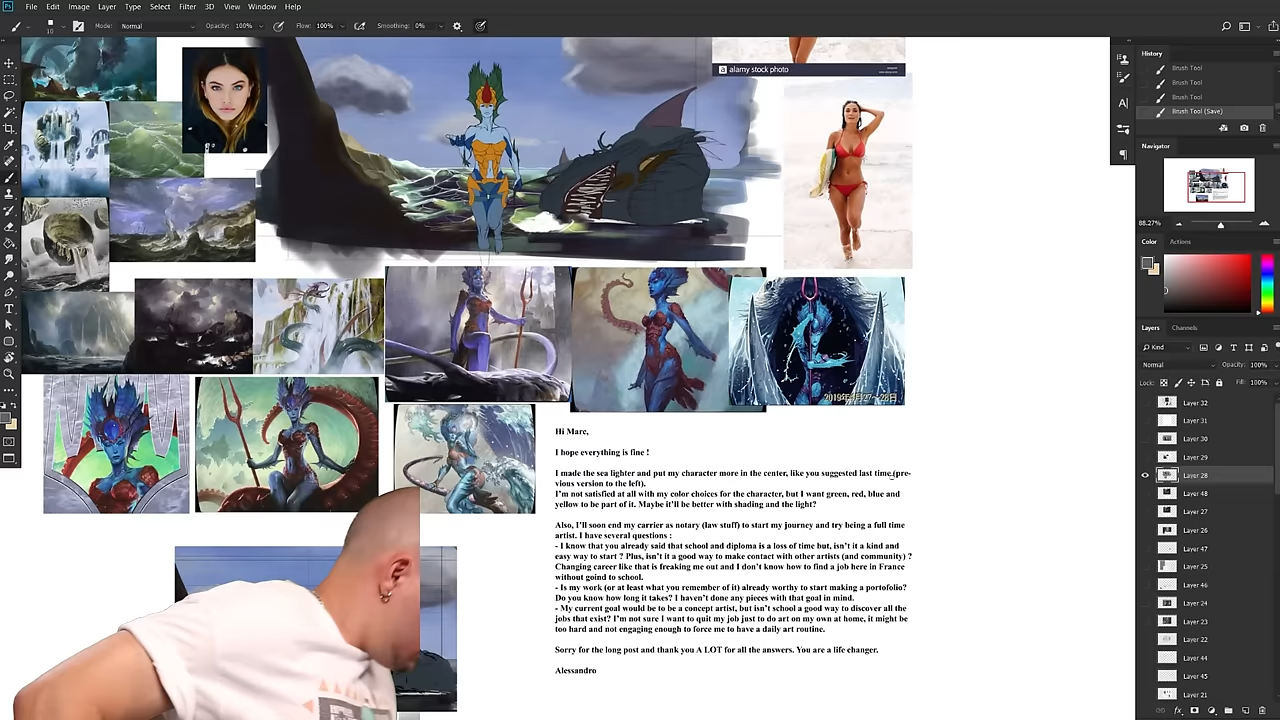 File Edit Image Layer Type Select Filter 3D View Window Help
10 Mode: Normal Opacity: 0% Flow: 100% Smoothing: 0%
History
Brush Tool
Brush Tool
Brush Tool
Brush Tool (Save)
Navigator
88.27%
Color Actions
Layers Channels
Kind
Normal Opacity: 100%
Lock: Fill: 100%
Layer 32
Layer 31
Layer 30
Layer 29
Layer 28
Layer 48
Layer 27
Layer 26
Layer 47
Layer 25
Layer 46
Layer 24
Layer 23
Layer 22
Layer 44
Layer 45
Layer 21
a alamy stock photo
Hi Marc,
I hope everything is fine !
I made the sea lighter and put my character more in the center, like you suggested last time (pre-
vious version to the left).
I'm not satisfied at all with my color choices for the character, but I want green, red, blue and
yellow to be part of it. Maybe it'll be better with shading and the light?
Also, I'll soon end my carrier as notary (law stuff) to start my journey and try being a full time
artist. I have several questions :
- I know that you already said that school and diploma is a loss of time but, isn't it a kind and
easy way to start ? Plus, isn't it a good way to make contact with other artists (and community) ?
Changing career like that is freaking me out and I don't know how to find a job here in France
without goind to school.
- Is my work (or at least what you remember of it) already worthy to start making a portofolio?
Do you know how long it takes? I haven't done any pieces with that goal in mind.
- My current goal would be to be a concept artist, but isn't school a good way to discover all the
jobs that exist? I'm not sure I want to quit my job just to do art on my own at home, it might be
too hard and not engaging enough to force me to have a daily art routine.
Sorry for the long post and thank you A LOT for all the answers. You are a life changer.
Alessandro